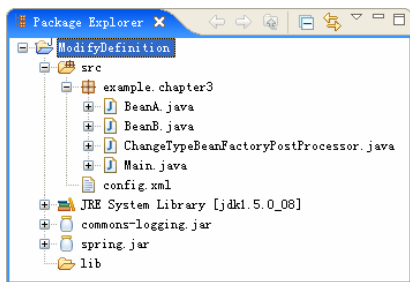 Package Explorer
ModifyDefinition
src
example.chapter3
BeanA.java
BeanB.java
ChangeTypeBeanFactoryPostProcessor.java
Main.java
config.xml
JRE System Library [jdk1.5.0_08]
commons-logging.jar
spring.jar
lib